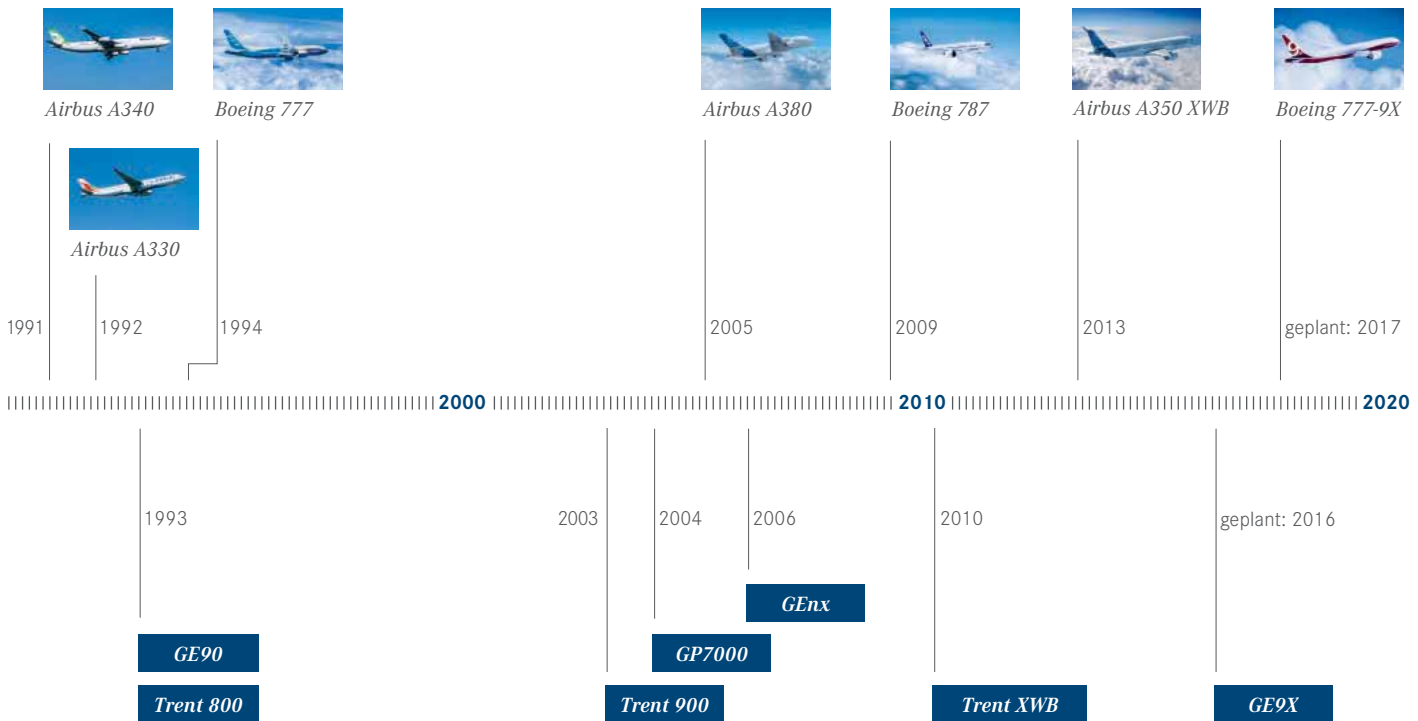 Airbus A340
Boeing 777
Airbus A380
Boeing 787
Airbus A350 XWB
Boeing 777-9X
Airbus A330
1991
1992
1994
2005
2009
2013
geplant: 2017
2000
2010
2020
1993
2003
2004
2006
2010
geplant: 2016
GEnx
GE90
GP7000
Trent 800
Trent 900
Trent XWB
GE9X